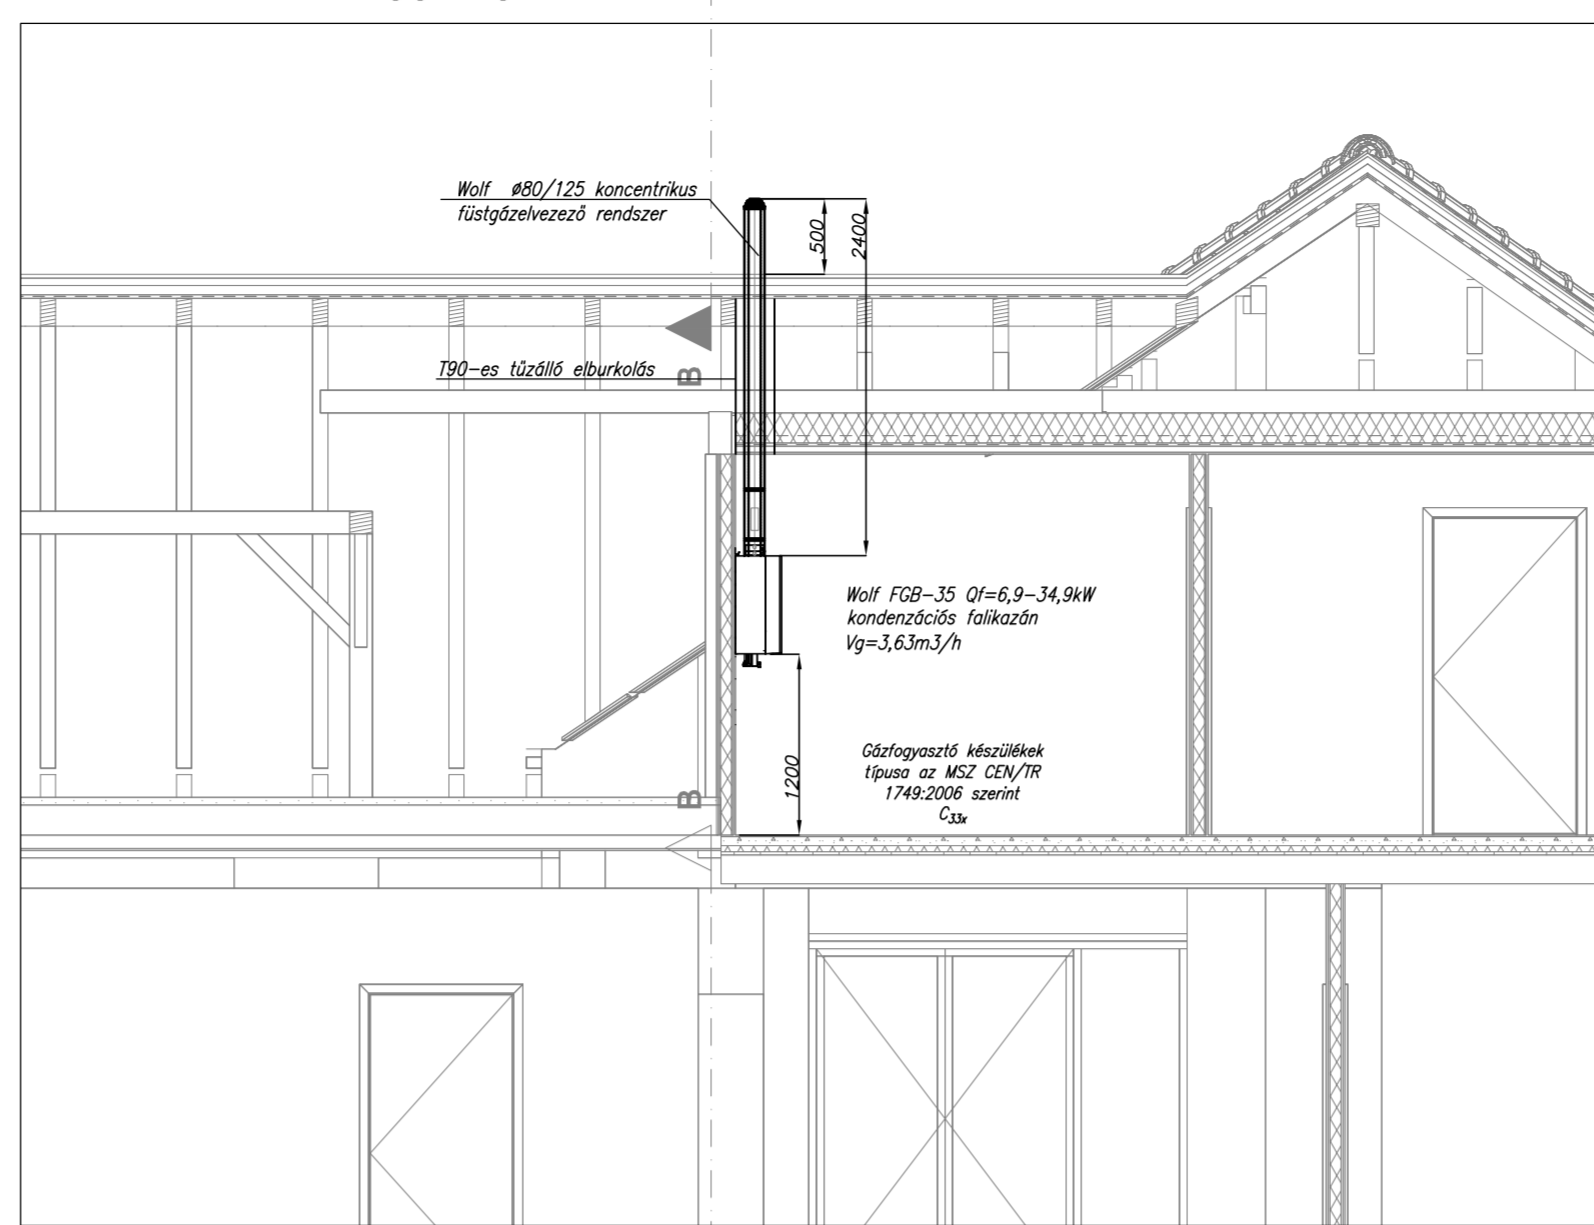 Wolf ø80/125 koncentrikus
füstgázelvezező rendszer
500
2400
T90-es tűzálló elburkolás
B
Wolf FGB-35 Qf=6,9-34,9kW
kondenzációs falikazán
Vg=3,63m3/h
1200
Gázfogyasztó készülékek
típusa az MSZ CEN/TR
1749:2006 szerint
C33x
B